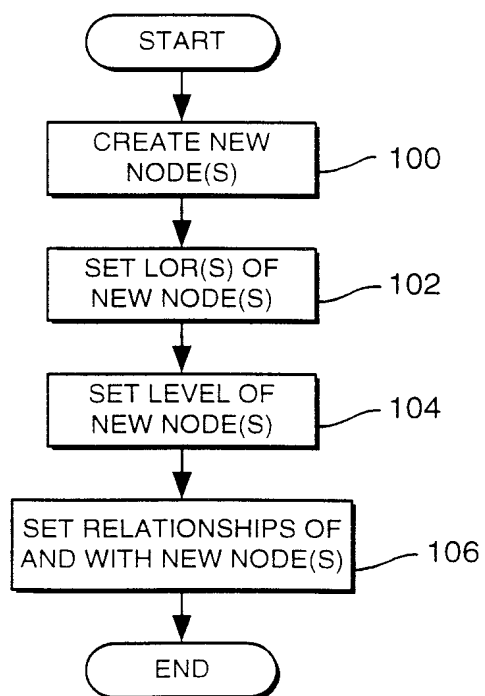 START
CREATE NEW
NODE(S)
100
SET LOR(S) OF
NEW NODE(S)
102
SET LEVEL OF
NEW NODE(S)
104
SET RELATIONSHIPS OF
AND WITH NEW NODE(S)
106
END